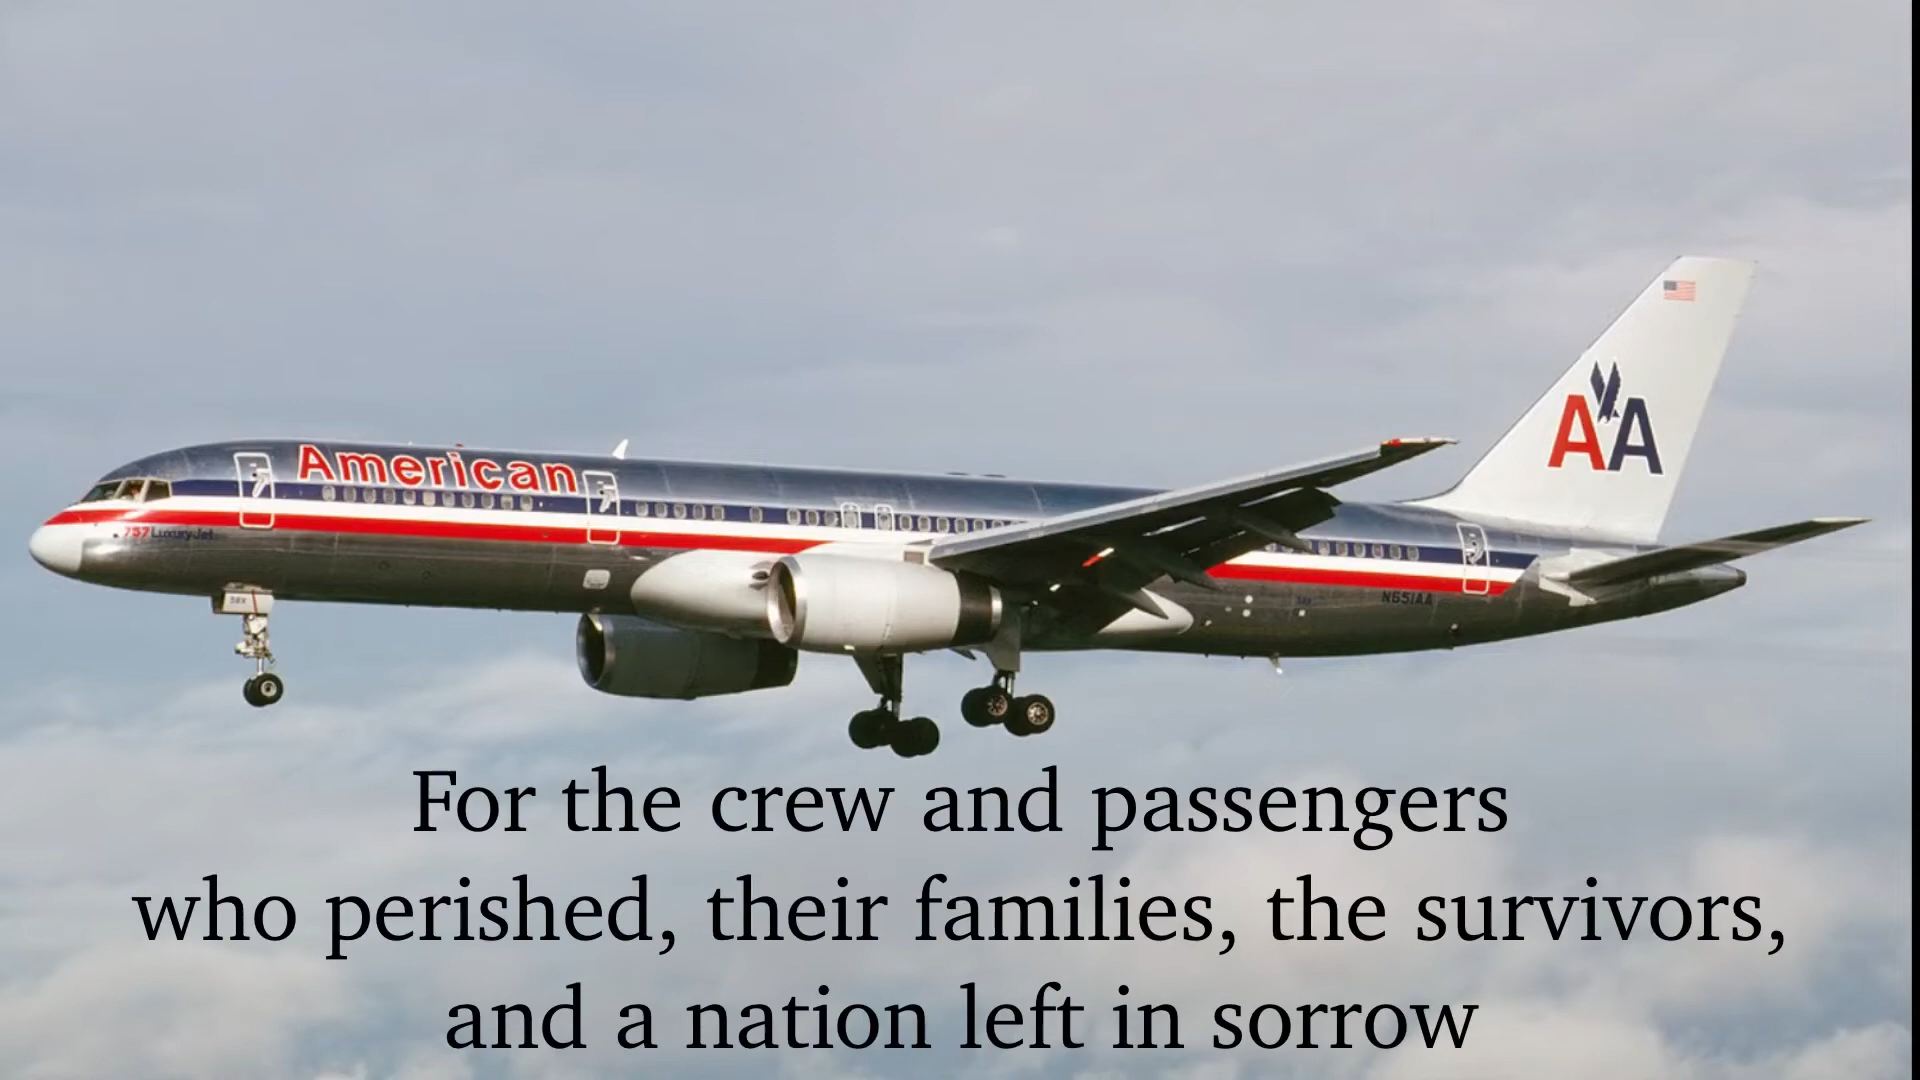 American
AA
757 LuxuryJet
N651AA
For the crew and passengers
who perished, their families, the survivors,
and a nation left in sorrow